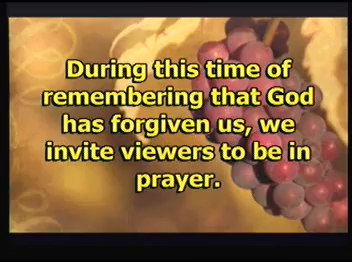 During this time of
remembering that God
has forgiven us, we
invite viewers to be in
prayer.